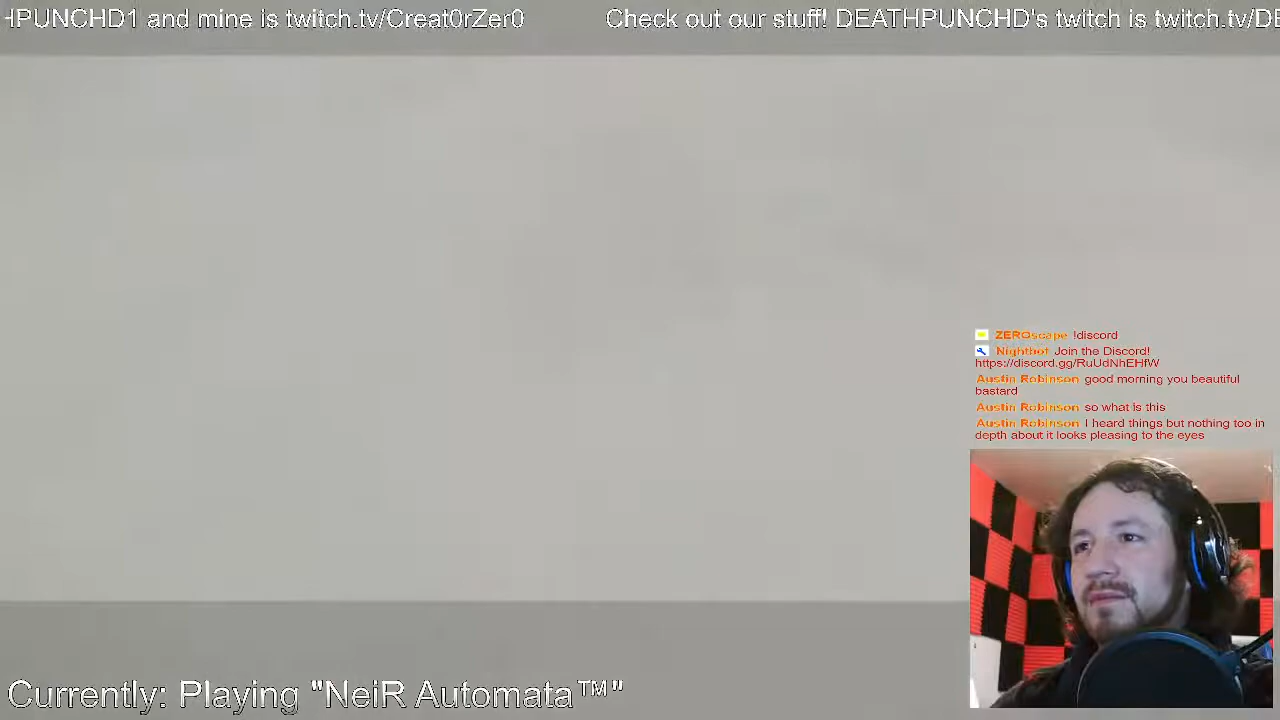 HPUNCHD1 and mine is twitch.tv/Creat0rZer0 Check out our stuff! DEATHPUNCHD's twitch is twitch.tv/DE
ZEROscape !discord
Nightbot Join the Discord!
https://discord.gg/RuUdNhEHfW
Austin Robinson good morning you beautiful
bastard
Austin Robinson so what is this
Austin Robinson I heard things but nothing too in
depth about it looks pleasing to the eyes
Currently: Playing "NeiR Automata™"